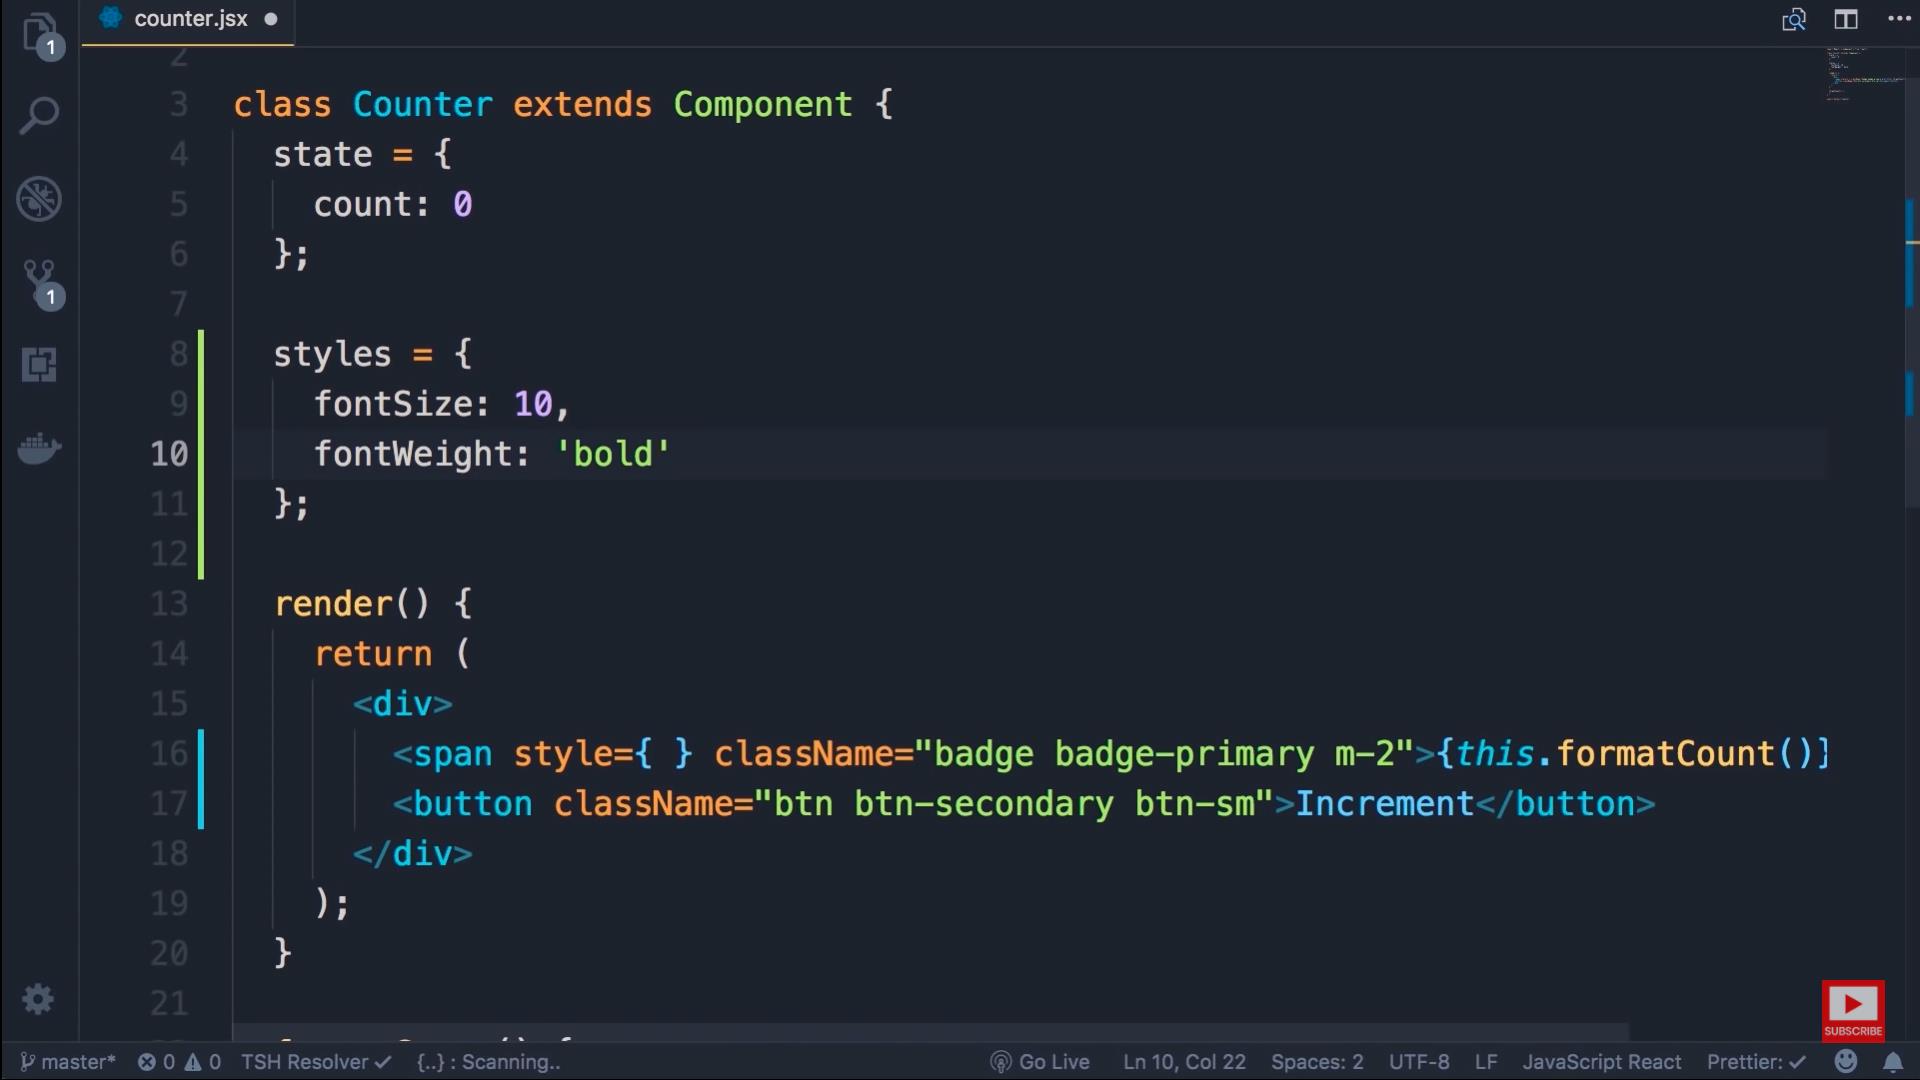 counter.jsx
1
2
3 class Counter extends Component {
4 state = {
5 count: 0
6 };
7
8 styles = {
9 fontSize: 10,
10 fontWeight: 'bold'
11 };
12
13 render() {
14 return (
15 <div>
16 <span style={ } className="badge badge-primary m-2">{this.formatCount()}
17 <button className="btn btn-secondary btn-sm">Increment</button>
18 </div>
19 );
20 }
21
1
SUBSCRIBE
master* 0 0 TSH Resolver ✓ {..} : Scanning.. Go Live Ln 10, Col 22 Spaces: 2 UTF-8 LF JavaScript React Prettier: ✓